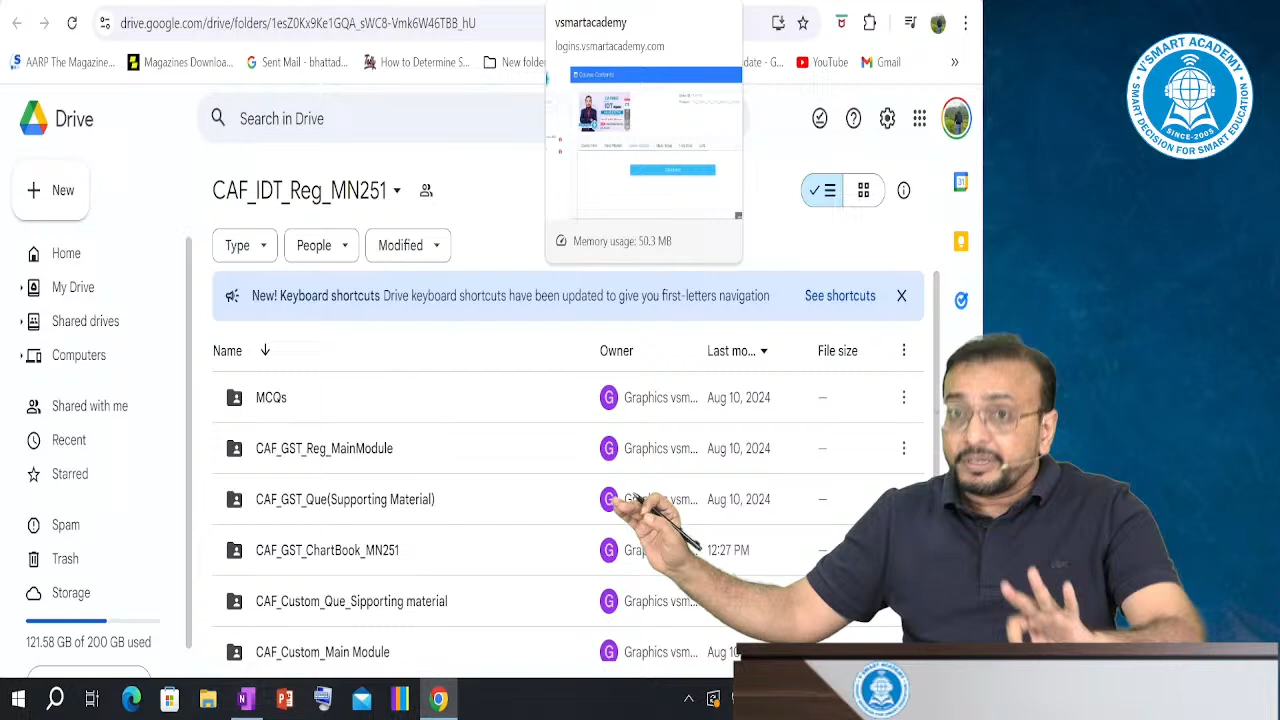 drive.google.com/drive/folders/1esz0Kx9Ke1GQA_sWC8-Vmk6W46TBB_hU
vsmartacademy
logins.vsmartacademy.com
AARP The Magazine...
Magazines Downloa...
Sent Mail - intand...
How to Determine...
New folder
date - G...
YouTube
Gmail
Course Contents
Drive
Search in Drive
New
CAF_IDT_Reg_MN251
Memory usage: 50.3 MB
Type
People
Modified
Home
My Drive
Shared drives
Computers
Shared with me
Recent
Starred
Spam
Trash
Storage
121.58 GB of 200 GB used
New: Keyboard shortcuts Drive keyboard shortcuts have been updated to give you first-letters navigation
See shortcuts
Name
Owner
Last mo...
File size
MCQs
G
Graphics vsm...
Aug 10, 2024
—
CAF_GST_Reg_MainModule
G
Graphics vsm...
Aug 10, 2024
—
CAF_GST_Que(Supporting Material)
G
Aug 10, 2024
—
CAF_GST_ChartBook_MN251
G
12:27 PM
—
CAF_Custom_Que_Sipporting material
G
Graphics vsm...
CAF_Custom_Main Module
G
Graphics vsm...
Aug 10
V'SMART ACADEMY
SINCE-2005
SMART DECISION FOR SMART EDUCATION